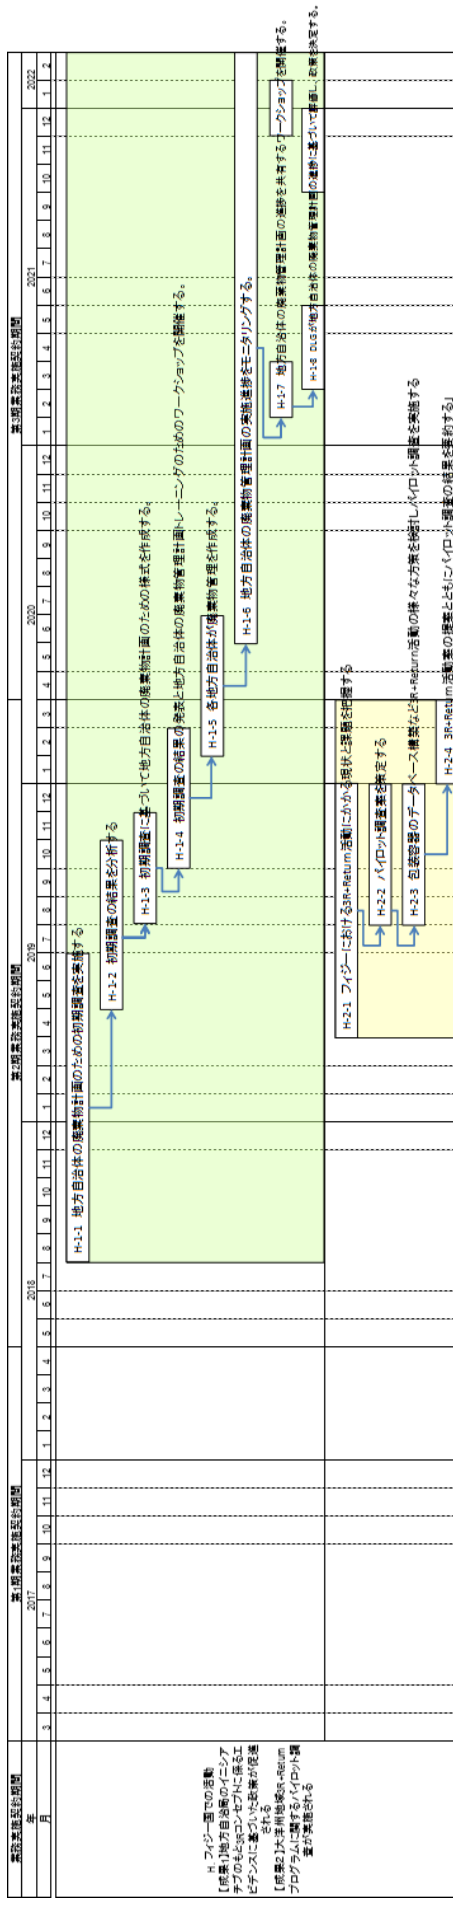 業務実施契約期間 第1期業務実施契約期間 第2期業務実施契約期間 第3期業務実施契約期間
年 2017 2018 2019 2020 2021 2022
月 3 4 5 6 7 8 9 10 11 12 1 2 3 4 5 6 7 8 9 10 11 12 1 2 3 4 5 6 7 8 9 10 11 12 1 2 3 4 5 6 7 8 9 10 11 12 1 2 3 4 5 6 7 8 9 10 11 12 1 2
H. フィジー国での活動
【成果1】地方自治局のイニシア
チブのもと3Rコンセプトに係るエ
ビデンスに基づいた政策が促進
される
【成果2】大洋州地域3R+Return
プログラムに関するパイロット調
査が実施される
H-1-1 地方自治体の廃棄物計画のための初期調査を実施する
H-1-2 初期調査の結果を分析する
H-1-3 初期調査に基づいて地方自治体の廃棄物計画のための様式を作成する。
H-1-4 初期調査の結果の発表と地方自治体の廃棄物管理計画トレーニングのためのワークショップを開催する。
H-1-5 各地方自治体が廃棄物管理を作成する。
H-1-6 地方自治体の廃棄物管理計画の実施進捗をモニタリングする。
H-1-7 地方自治体の廃棄物管理計画の進捗を共有するワークショップを開催する。
H-1-8 DLGが地方自治体の廃棄物管理計画の進捗に基づいて評価し、政策を決定する。
H-2-1 フィジーにおける3R+Return活動にかかる現状と課題を把握する
H-2-2 パイロット調査案を策定する
H-2-3 包装容器のデータベース構築など3R+Return活動の様々な方策を検討しパイロット調査を実施する
H-2-4 3R+Return活動案の提案とともにパイロット調査の結果を要約する